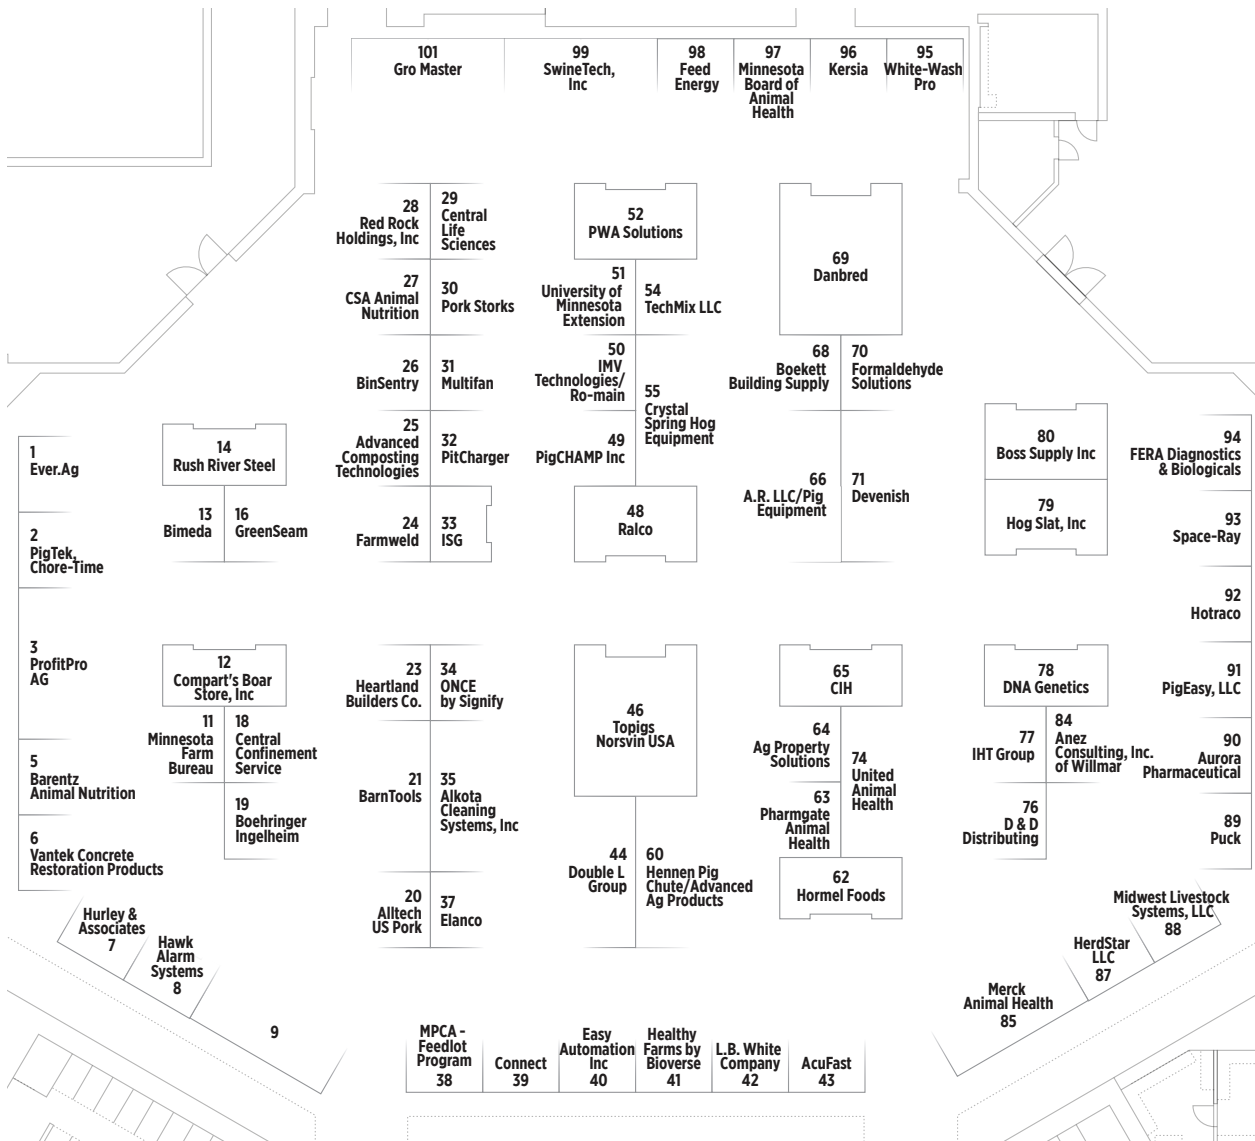 101
Gro Master
99
SwineTech,
Inc
98
Feed
Energy
97
Minnesota
Board of
Animal
Health
96
Kersia
95
White-Wash
Pro
28
Red Rock
Holdings, Inc
29
Central
Life
Sciences
52
PWA Solutions
69
Danbred
27
CSA Animal
Nutrition
30
Pork Storks
51
University of
Minnesota
Extension
54
TechMix LLC
26
BinSentry
31
Multifan
50
IMV
Technologies/
Ro-main
55
Crystal
Spring Hog
Equipment
68
Boekett
Building Supply
70
Formaldehyde
Solutions
25
Advanced
Composting
Technologies
32
PitCharger
49
PigCHAMP Inc
66
A.R. LLC/Pig
Equipment
71
Devenish
80
Boss Supply Inc
79
Hog Slat, Inc
94
FERA Diagnostics
& Biologicals
1
Ever.Ag
14
Rush River Steel
13
Bimeda
16
GreenSeam
24
Farmweld
33
ISG
48
Ralco
93
Space-Ray
2
PigTek,
Chore-Time
92
Hotraco
3
ProfitPro
AG
12
Compart's Boar
Store, Inc
23
Heartland
Builders Co.
34
ONCE
by Signify
46
Topigs
Norsvin USA
65
CIH
78
DNA Genetics
91
PigEasy, LLC
11
Minnesota
Farm
Bureau
18
Central
Confinement
Service
64
Ag Property
Solutions
74
United
Animal
Health
77
IHT Group
84
Anez
Consulting, Inc.
of Willmar
90
Aurora
Pharmaceutical
5
Barentz
Animal Nutrition
19
Boehringer
Ingelheim
21
BarnTools
35
Alkota
Cleaning
Systems, Inc
63
Pharmgate
Animal
Health
76
D & D
Distributing
89
Puck
6
Vantek Concrete
Restoration Products
44
Double L
Group
60
Hennen Pig
Chute/Advanced
Ag Products
62
Hormel Foods
20
Alltech
US Pork
37
Elanco
Hurley &
Associates
7
Hawk
Alarm
Systems
8
9
Midwest Livestock
Systems, LLC
88
HerdStar
LLC
87
Merck
Animal Health
85
MPCA -
Feedlot
Program
38
Connect
39
Easy
Automation
Inc
40
Healthy
Farms by
Bioverse
41
L.B. White
Company
42
AcuFast
43